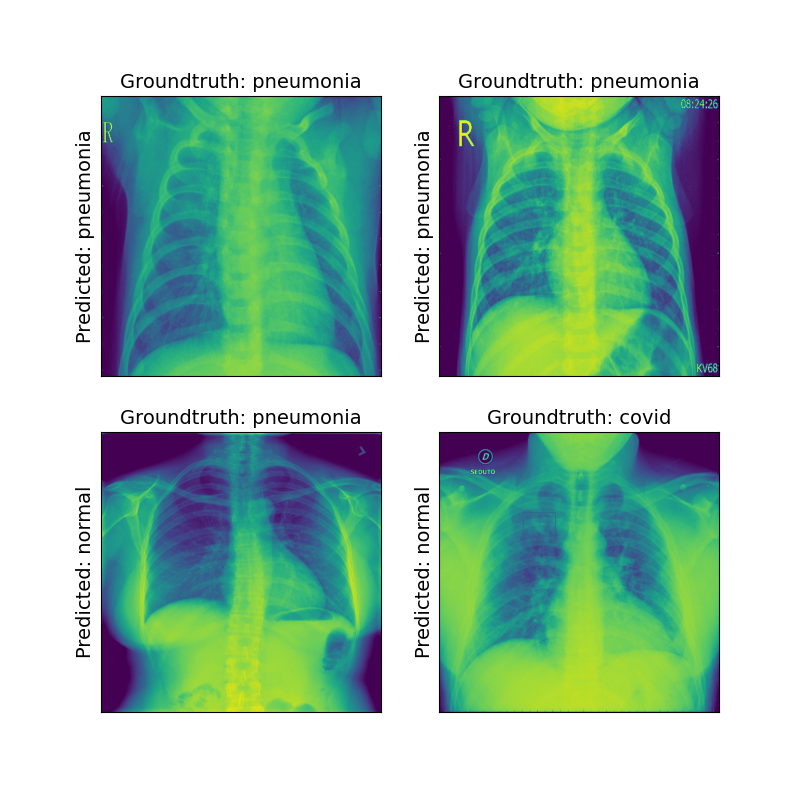 Groundtruth: pneumonia
Groundtruth: pneumonia
Predicted: pneumonia
R
Predicted: pneumonia
R
08:24:26
KV68
Groundtruth: pneumonia
Groundtruth: covid
Predicted: normal
Predicted: normal
D
SEDUTO